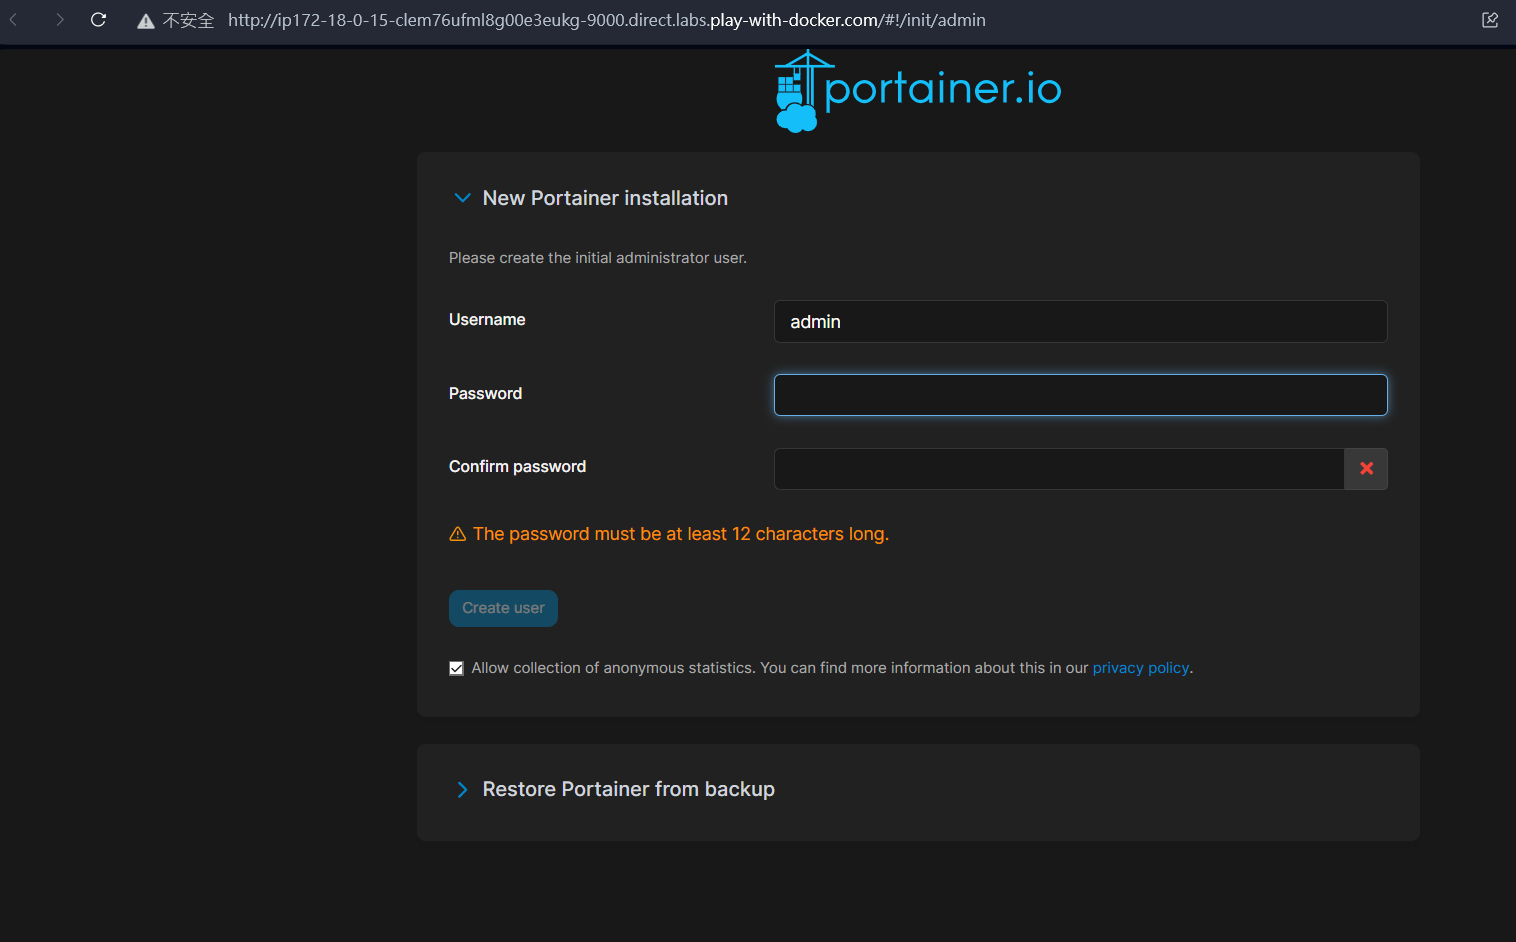 不安全 http://ip172-18-0-15-clem76ufml8g00e3eukg-9000.direct.labs.play-with-docker.com/#!/init/admin
portainer.io
New Portainer installation
Please create the initial administrator user.
Username
admin
Password
Confirm password
The password must be at least 12 characters long.
Create user
Allow collection of anonymous statistics. You can find more information about this in our privacy policy.
Restore Portainer from backup